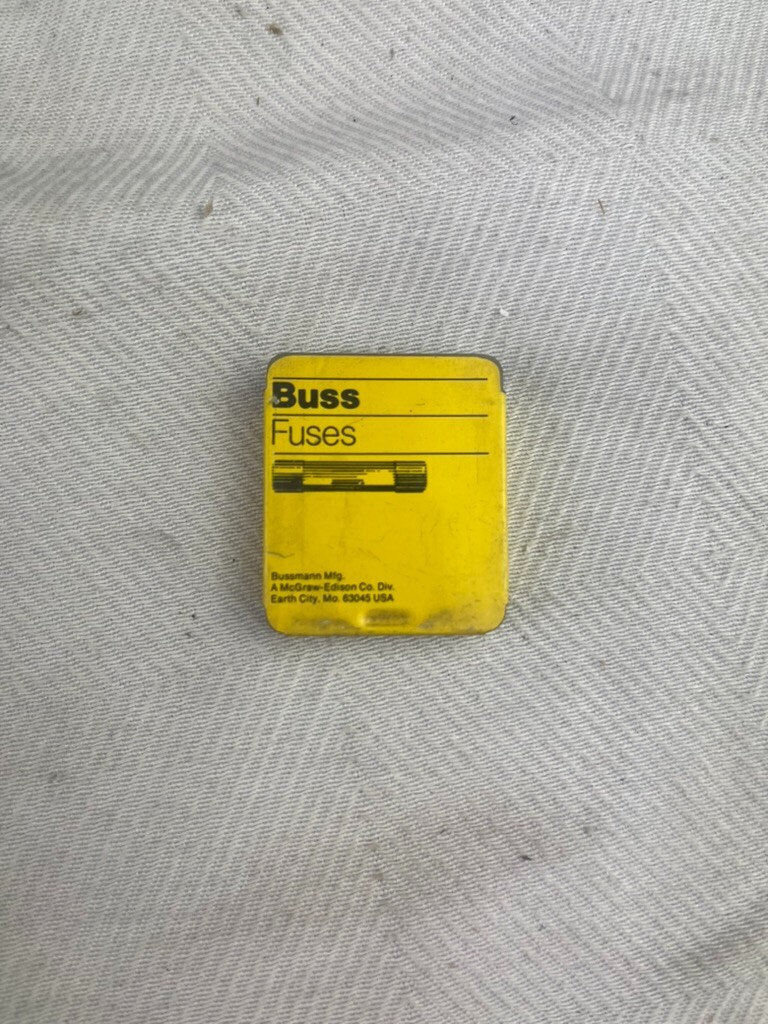 Buss
Fuses
Bussmann Mfg.
A McGraw-Edison Co. Div.
Earth City, Mo. 63045 USA